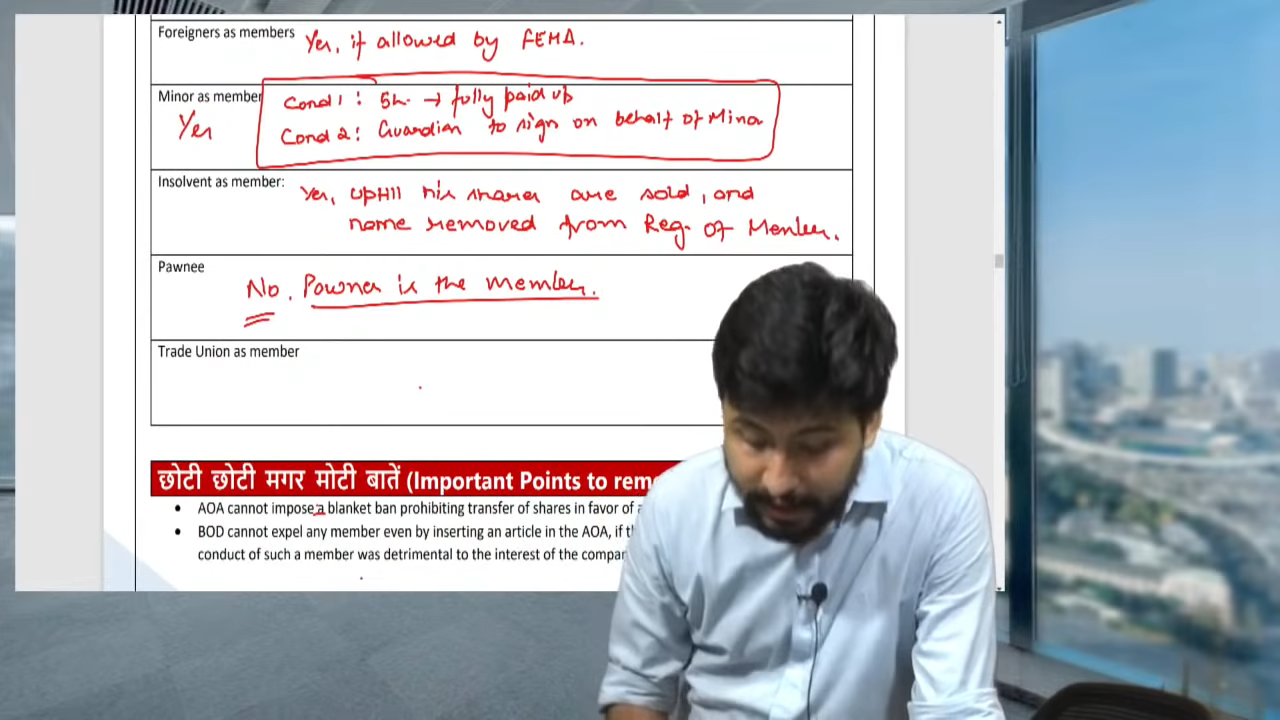 Foreigners as members
Yes, if allowed by FEMA.
Minor as member
Yes
Cond 1 : Sh. → fully paid up
Cond 2 : Guardian to sign on behalf of Minor
Insolvent as member:
Yes, uptill his shares are sold, and
name removed from Reg. of Member.
Pawnee
No. Pawner is the member.
Trade Union as member
छोटी छोटी मगर मोटी बातें (Important Points to rem
AOA cannot impose a blanket ban prohibiting transfer of shares in favor of
BOD cannot expel any member even by inserting an article in the AOA, if
conduct of such a member was detrimental to the interest of the compan